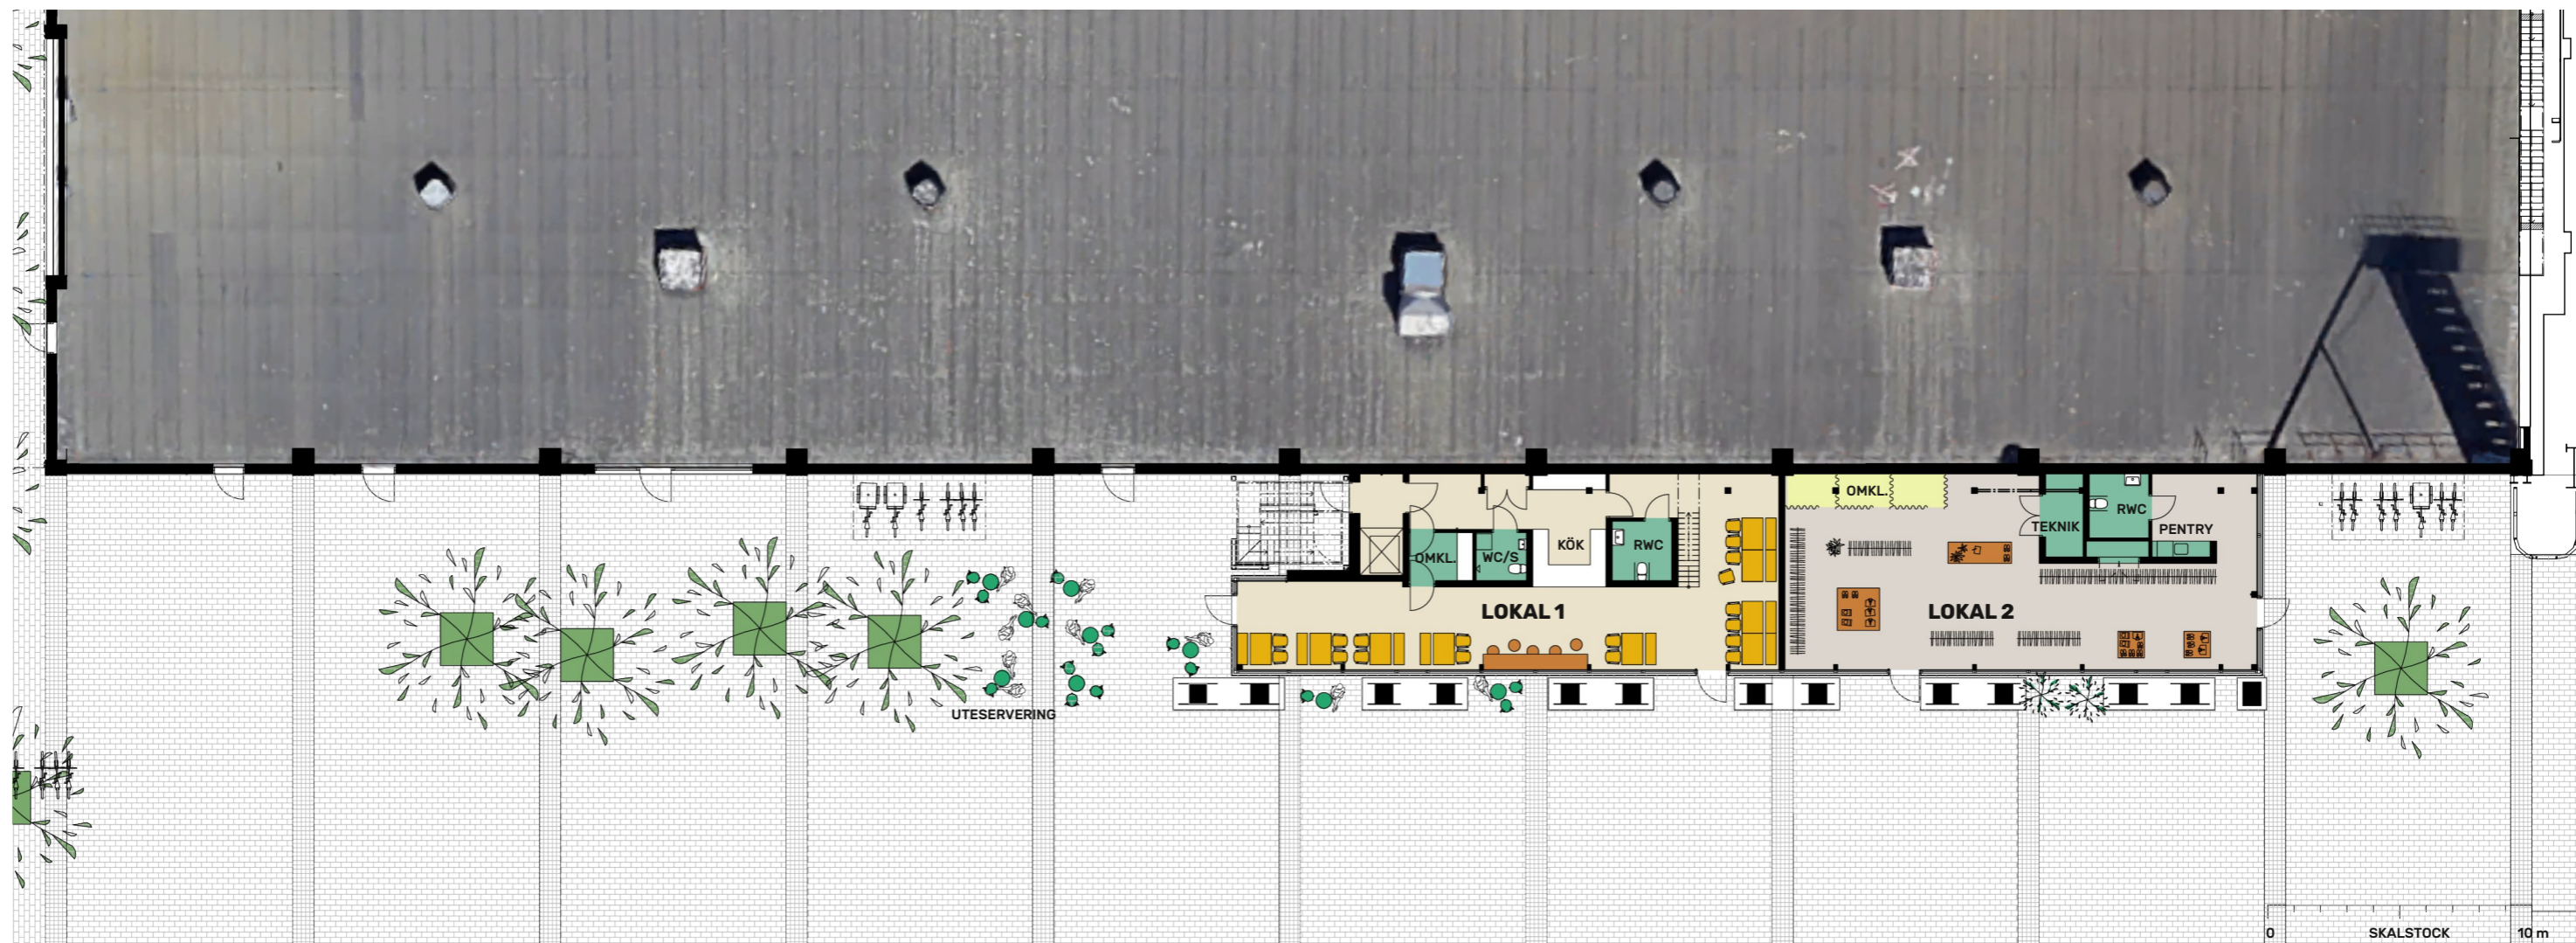 OMKL.
TEKNIK
RWC
PENTRY
OMKL.
WC/S
KÖK
RWC
LOKAL 1
LOKAL 2
UTESERVERING
0
SKALSTOCK
10 m